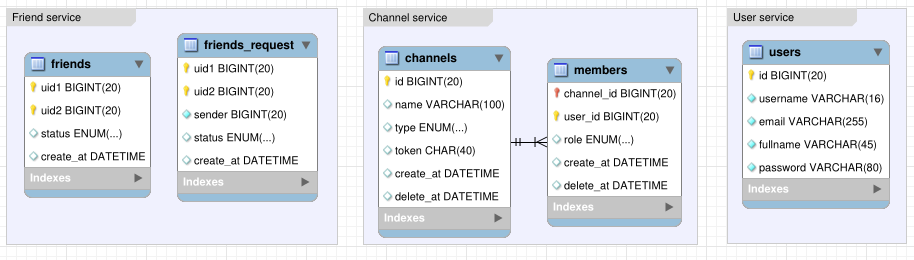 Friend service
friends
uid1 BIGINT(20)
uid2 BIGINT(20)
status ENUM(...)
create_at DATETIME
Indexes
friends_request
uid1 BIGINT(20)
uid2 BIGINT(20)
sender BIGINT(20)
status ENUM(...)
create_at DATETIME
Indexes
Channel service
channels
id BIGINT(20)
name VARCHAR(100)
type ENUM(...)
token CHAR(40)
create_at DATETIME
delete_at DATETIME
Indexes
members
channel_id BIGINT(20)
user_id BIGINT(20)
role ENUM(...)
create_at DATETIME
delete_at DATETIME
Indexes
User service
users
id BIGINT(20)
username VARCHAR(16)
email VARCHAR(255)
fullname VARCHAR(45)
password VARCHAR(80)
Indexes